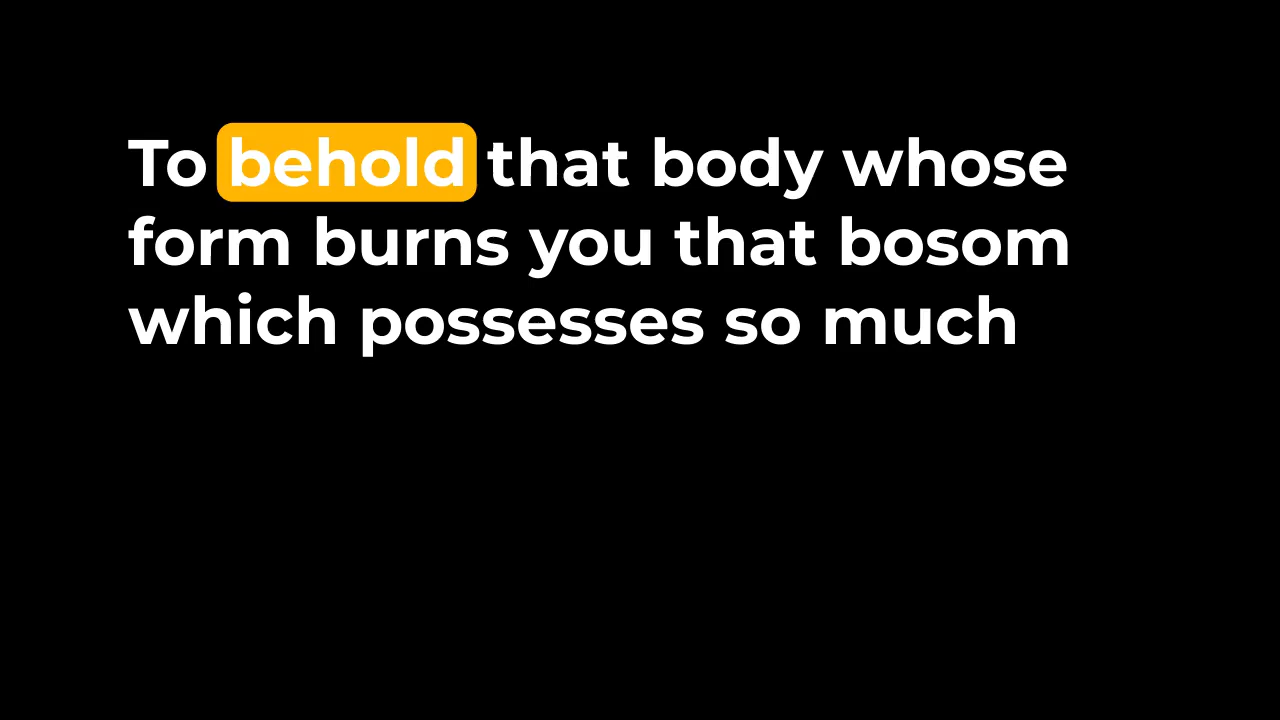 To behold that body whose
form burns you that bosom
which possesses so much